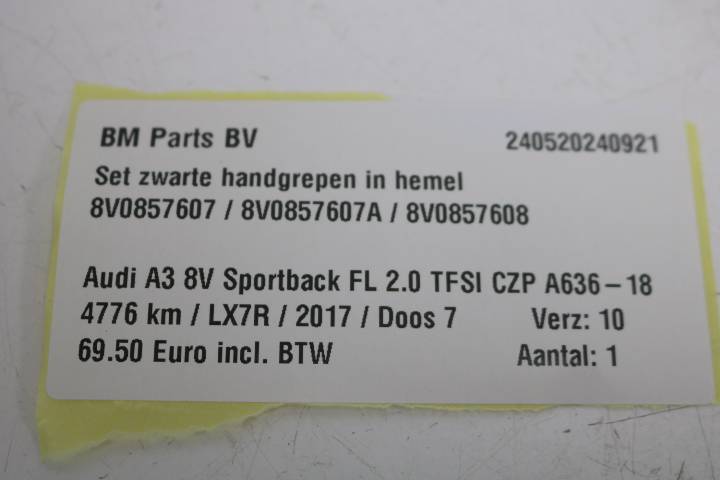 BM Parts BV 240520240921
Set zwarte handgrepen in hemel
8V0857607 / 8V0857607A / 8V0857608
Audi A3 8V Sportback FL 2.0 TFSI CZP A636-18
4776 km / LX7R / 2017 / Doos 7 Verz: 10
69.50 Euro incl. BTW Aantal: 1